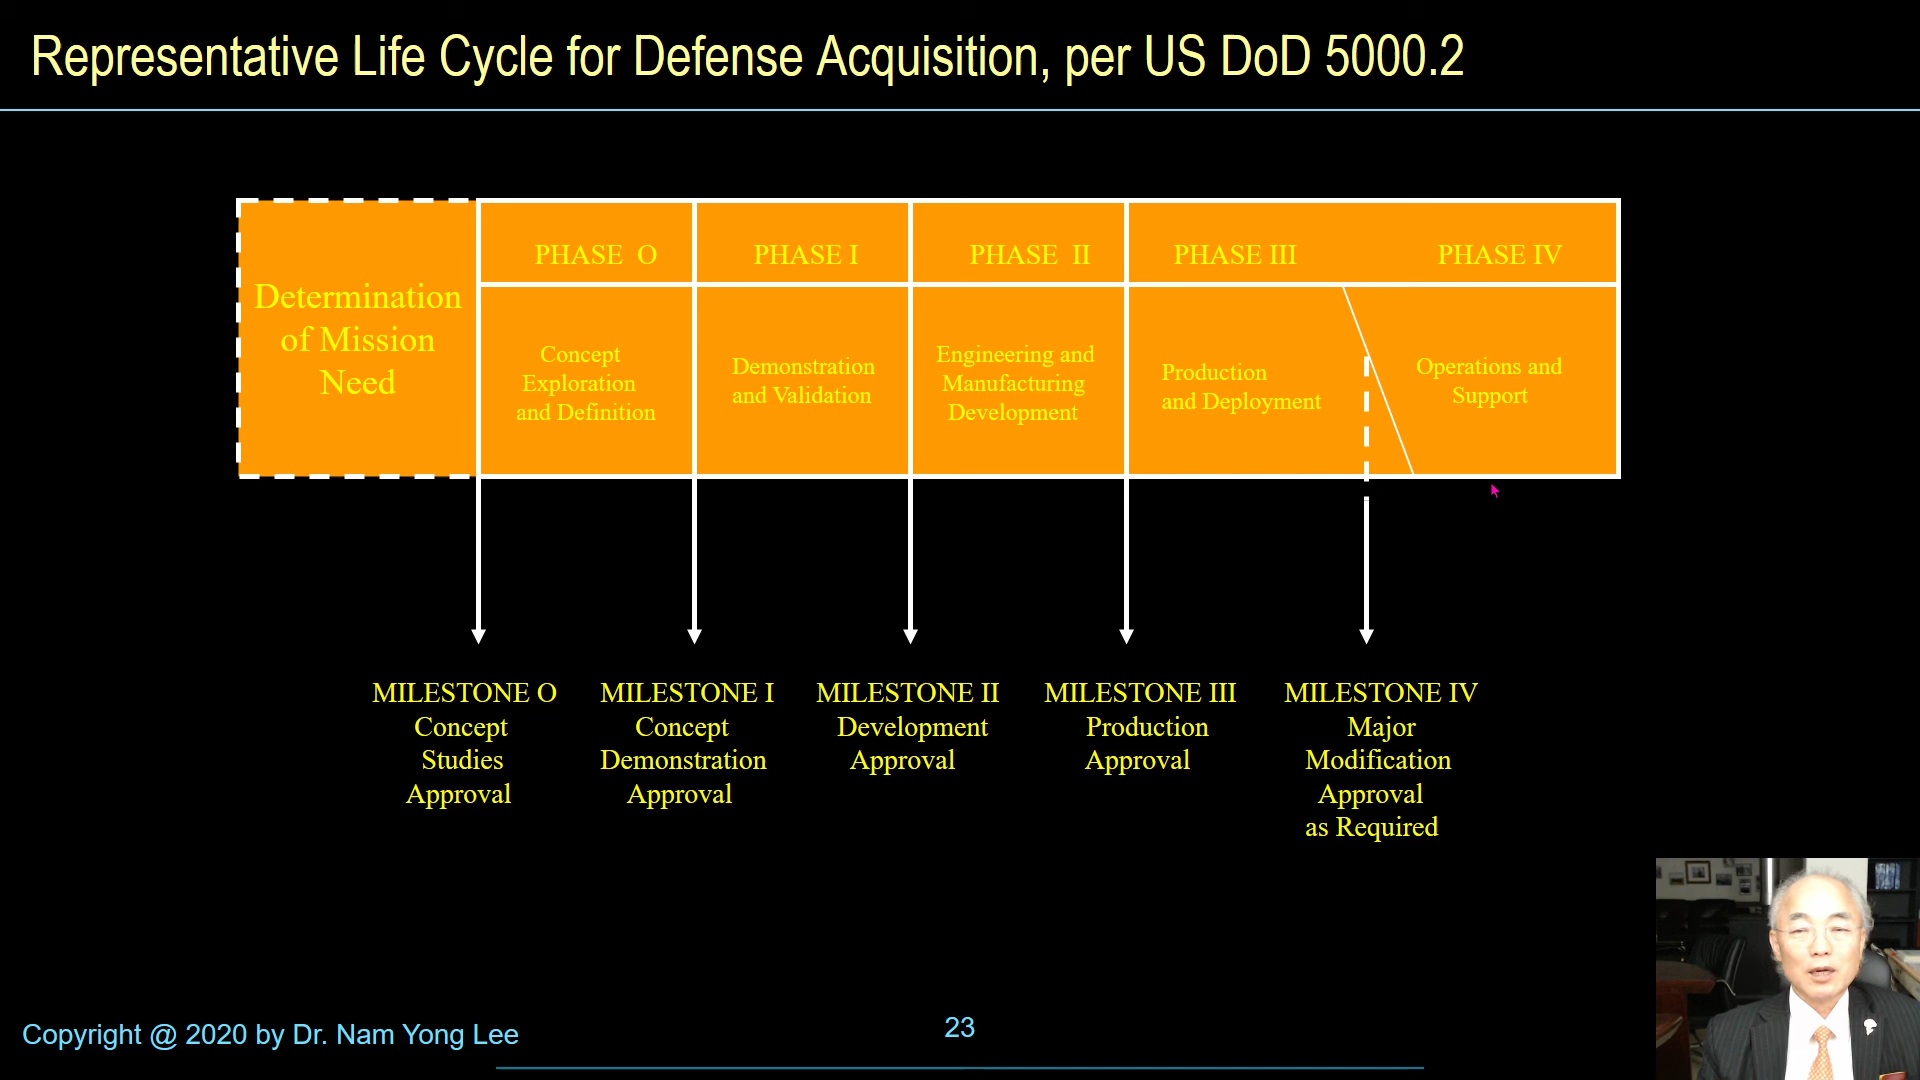 Representative Life Cycle for Defense Acquisition, per US DoD 5000.2
Determination
of Mission
Need
PHASE O
PHASE I
PHASE II
PHASE III
PHASE IV
Concept
Exploration
and Definition
Demonstration
and Validation
Engineering and
Manufacturing
Development
Production
and Deployment
Operations and
Support
MILESTONE O
Concept
Studies
Approval
MILESTONE I
Concept
Demonstration
Approval
MILESTONE II
Development
Approval
MILESTONE III
Production
Approval
MILESTONE IV
Major
Modification
Approval
as Required
Copyright @ 2020 by Dr. Nam Yong Lee
23